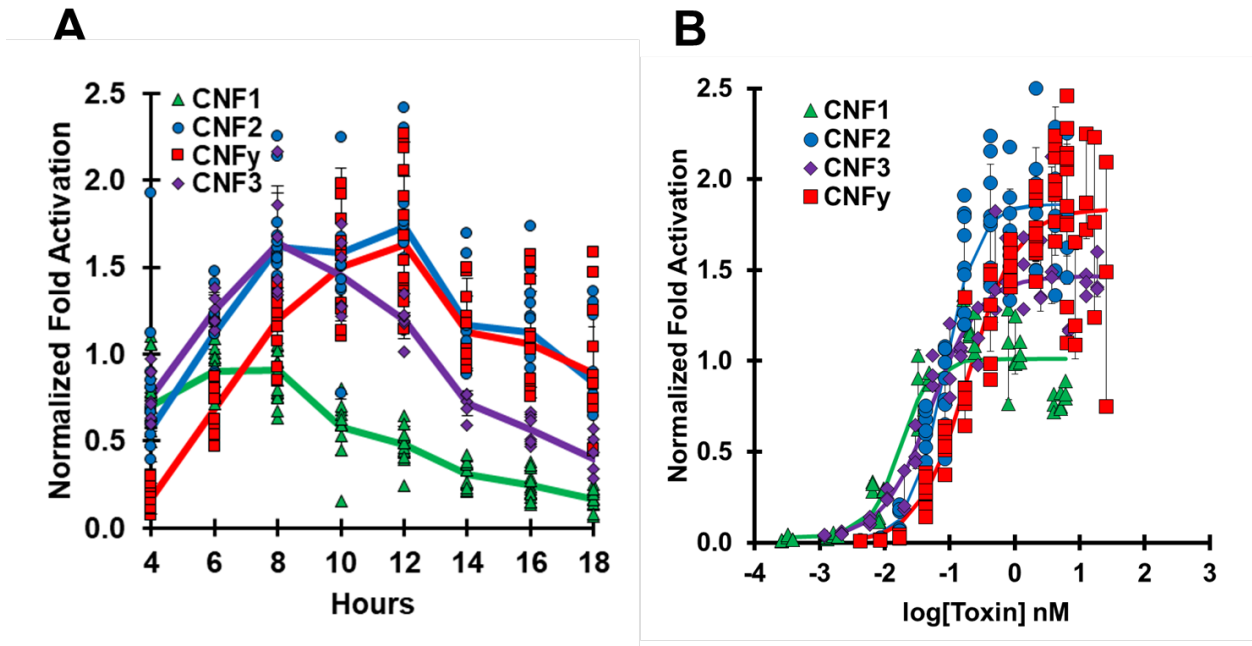 A
Normalized Fold Activation
2.5
2.0
1.5
1.0
0.5
0.0
CNF1
CNF2
CNFy
CNF3
4 6 8 10 12 14 16 18
Hours
B
Normalized Fold Activation
2.5
2.0
1.5
1.0
0.5
0.0
CNF1
CNF2
CNF3
CNFy
-4 -3 -2 -1 0 1 2 3
log[Toxin] nM